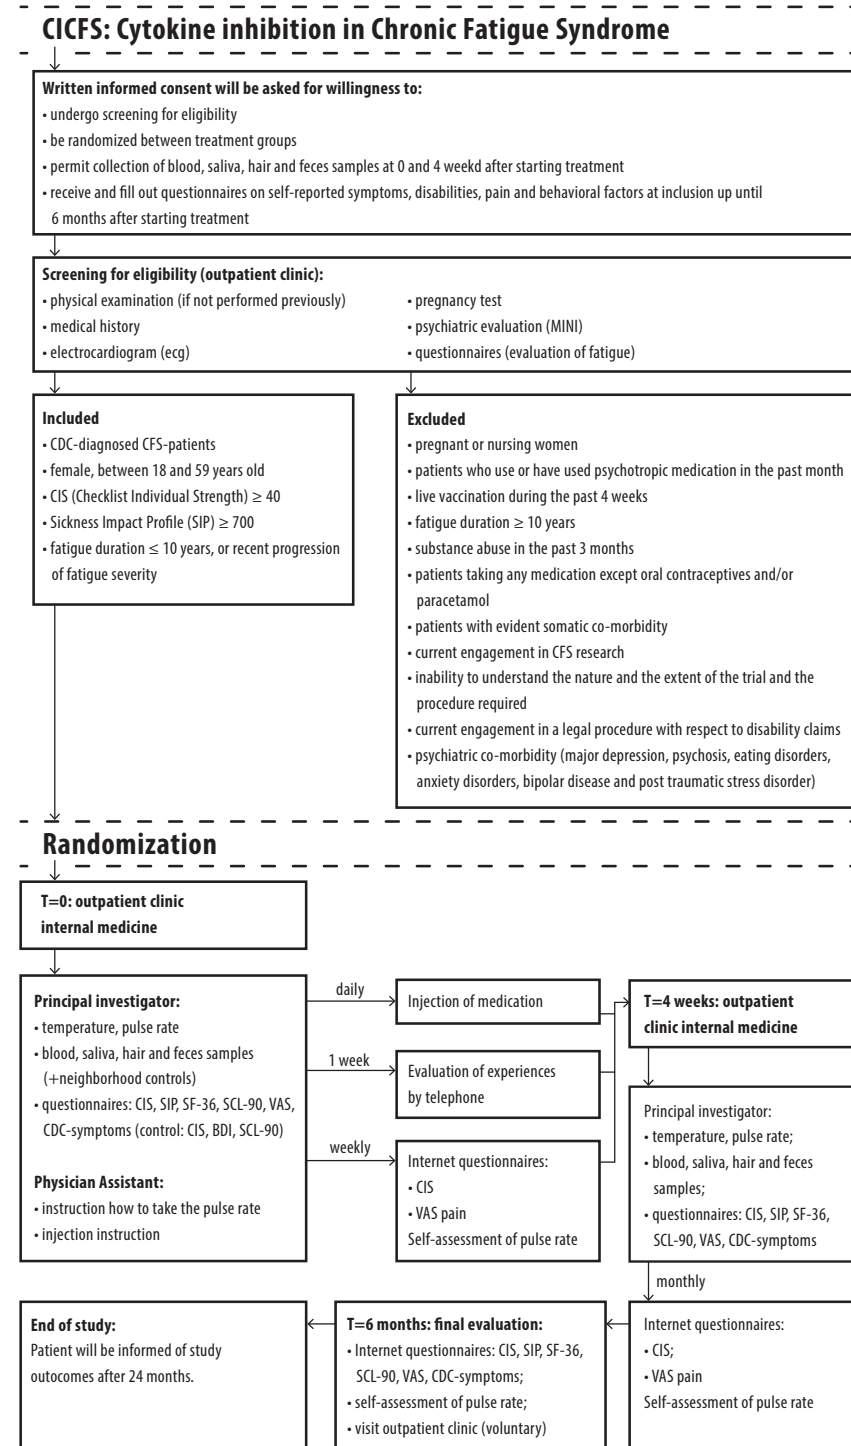 CICFS: Cytokine inhibition in Chronic Fatigue Syndrome
Written informed consent will be asked for willingness to:
• undergo screening for eligibility
• be randomized between treatment groups
• permit collection of blood, saliva, hair and feces samples at 0 and 4 weekd after starting treatment
• receive and fill out questionnaires on self-reported symptoms, disabilities, pain and behavioral factors at inclusion up until
6 months after starting treatment
Screening for eligibility (outpatient clinic):
• physical examination (if not performed previously)
• medical history
• electrocardiogram (ecg)
• pregnancy test
• psychiatric evaluation (MINI)
• questionnaires (evaluation of fatigue)
Included
• CDC-diagnosed CFS-patients
• female, between 18 and 59 years old
• CIS (Checklist Individual Strength) ≥ 40
• Sickness Impact Profile (SIP) ≥ 700
• fatigue duration ≤ 10 years, or recent progression
of fatigue severity
Excluded
• pregnant or nursing women
• patients who use or have used psychotropic medication in the past month
• live vaccination during the past 4 weeks
• fatigue duration ≥ 10 years
• substance abuse in the past 3 months
• patients taking any medication except oral contraceptives and/or
paracetamol
• patients with evident somatic co-morbidity
• current engagement in CFS research
• inability to understand the nature and the extent of the trial and the
procedure required
• current engagement in a legal procedure with respect to disability claims
• psychiatric co-morbidity (major depression, psychosis, eating disorders,
anxiety disorders, bipolar disease and post traumatic stress disorder)
Randomization
T=0: outpatient clinic
internal medicine
Principal investigator:
• temperature, pulse rate
• blood, saliva, hair and feces samples
(+neighborhood controls)
• questionnaires: CIS, SIP, SF-36, SCL-90, VAS,
CDC-symptoms (control: CIS, BDI, SCL-90)
Physician Assistant:
• instruction how to take the pulse rate
• injection instruction
daily
Injection of medication
1 week
Evaluation of experiences
by telephone
weekly
Internet questionnaires:
• CIS
• VAS pain
Self-assessment of pulse rate
T=4 weeks: outpatient
clinic internal medicine
Principal investigator:
• temperature, pulse rate;
• blood, saliva, hair and feces
samples;
• questionnaires: CIS, SIP, SF-36,
SCL-90, VAS, CDC-symptoms
monthly
Internet questionnaires:
• CIS;
• VAS pain
Self-assessment of pulse rate
T=6 months: final evaluation:
• Internet questionnaires: CIS, SIP, SF-36,
SCL-90, VAS, CDC-symptoms;
• self-assessment of pulse rate;
• visit outpatient clinic (voluntary)
End of study:
Patient will be informed of study
outocomes after 24 months.